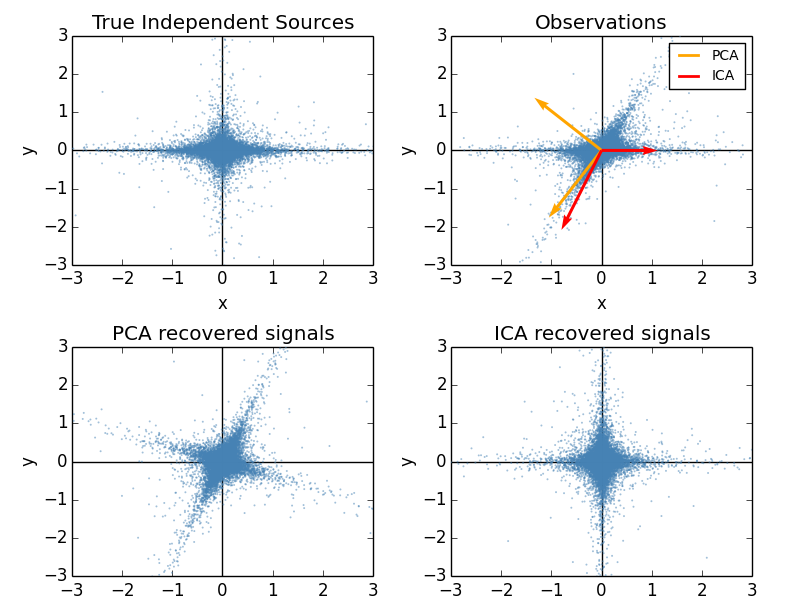 True Independent Sources
3
2
1
0
−1
−2
−3
y
−3 −2 −1 0 1 2 3
x
Observations
PCA
ICA
3
2
1
0
−1
−2
−3
y
−3 −2 −1 0 1 2 3
x
PCA recovered signals
3
2
1
0
−1
−2
−3
y
−3 −2 −1 0 1 2 3
ICA recovered signals
3
2
1
0
−1
−2
−3
y
−3 −2 −1 0 1 2 3